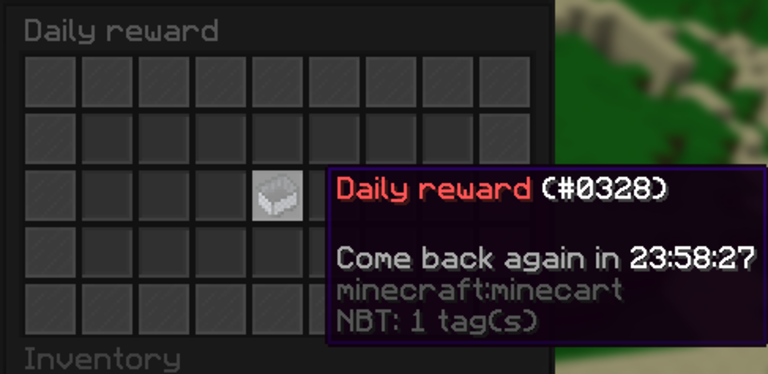 Daily reward
Daily reward (#0328)
Come back again in 23:58:27
minecraft:minecart
NBT: 1 tag(s)
Inventory